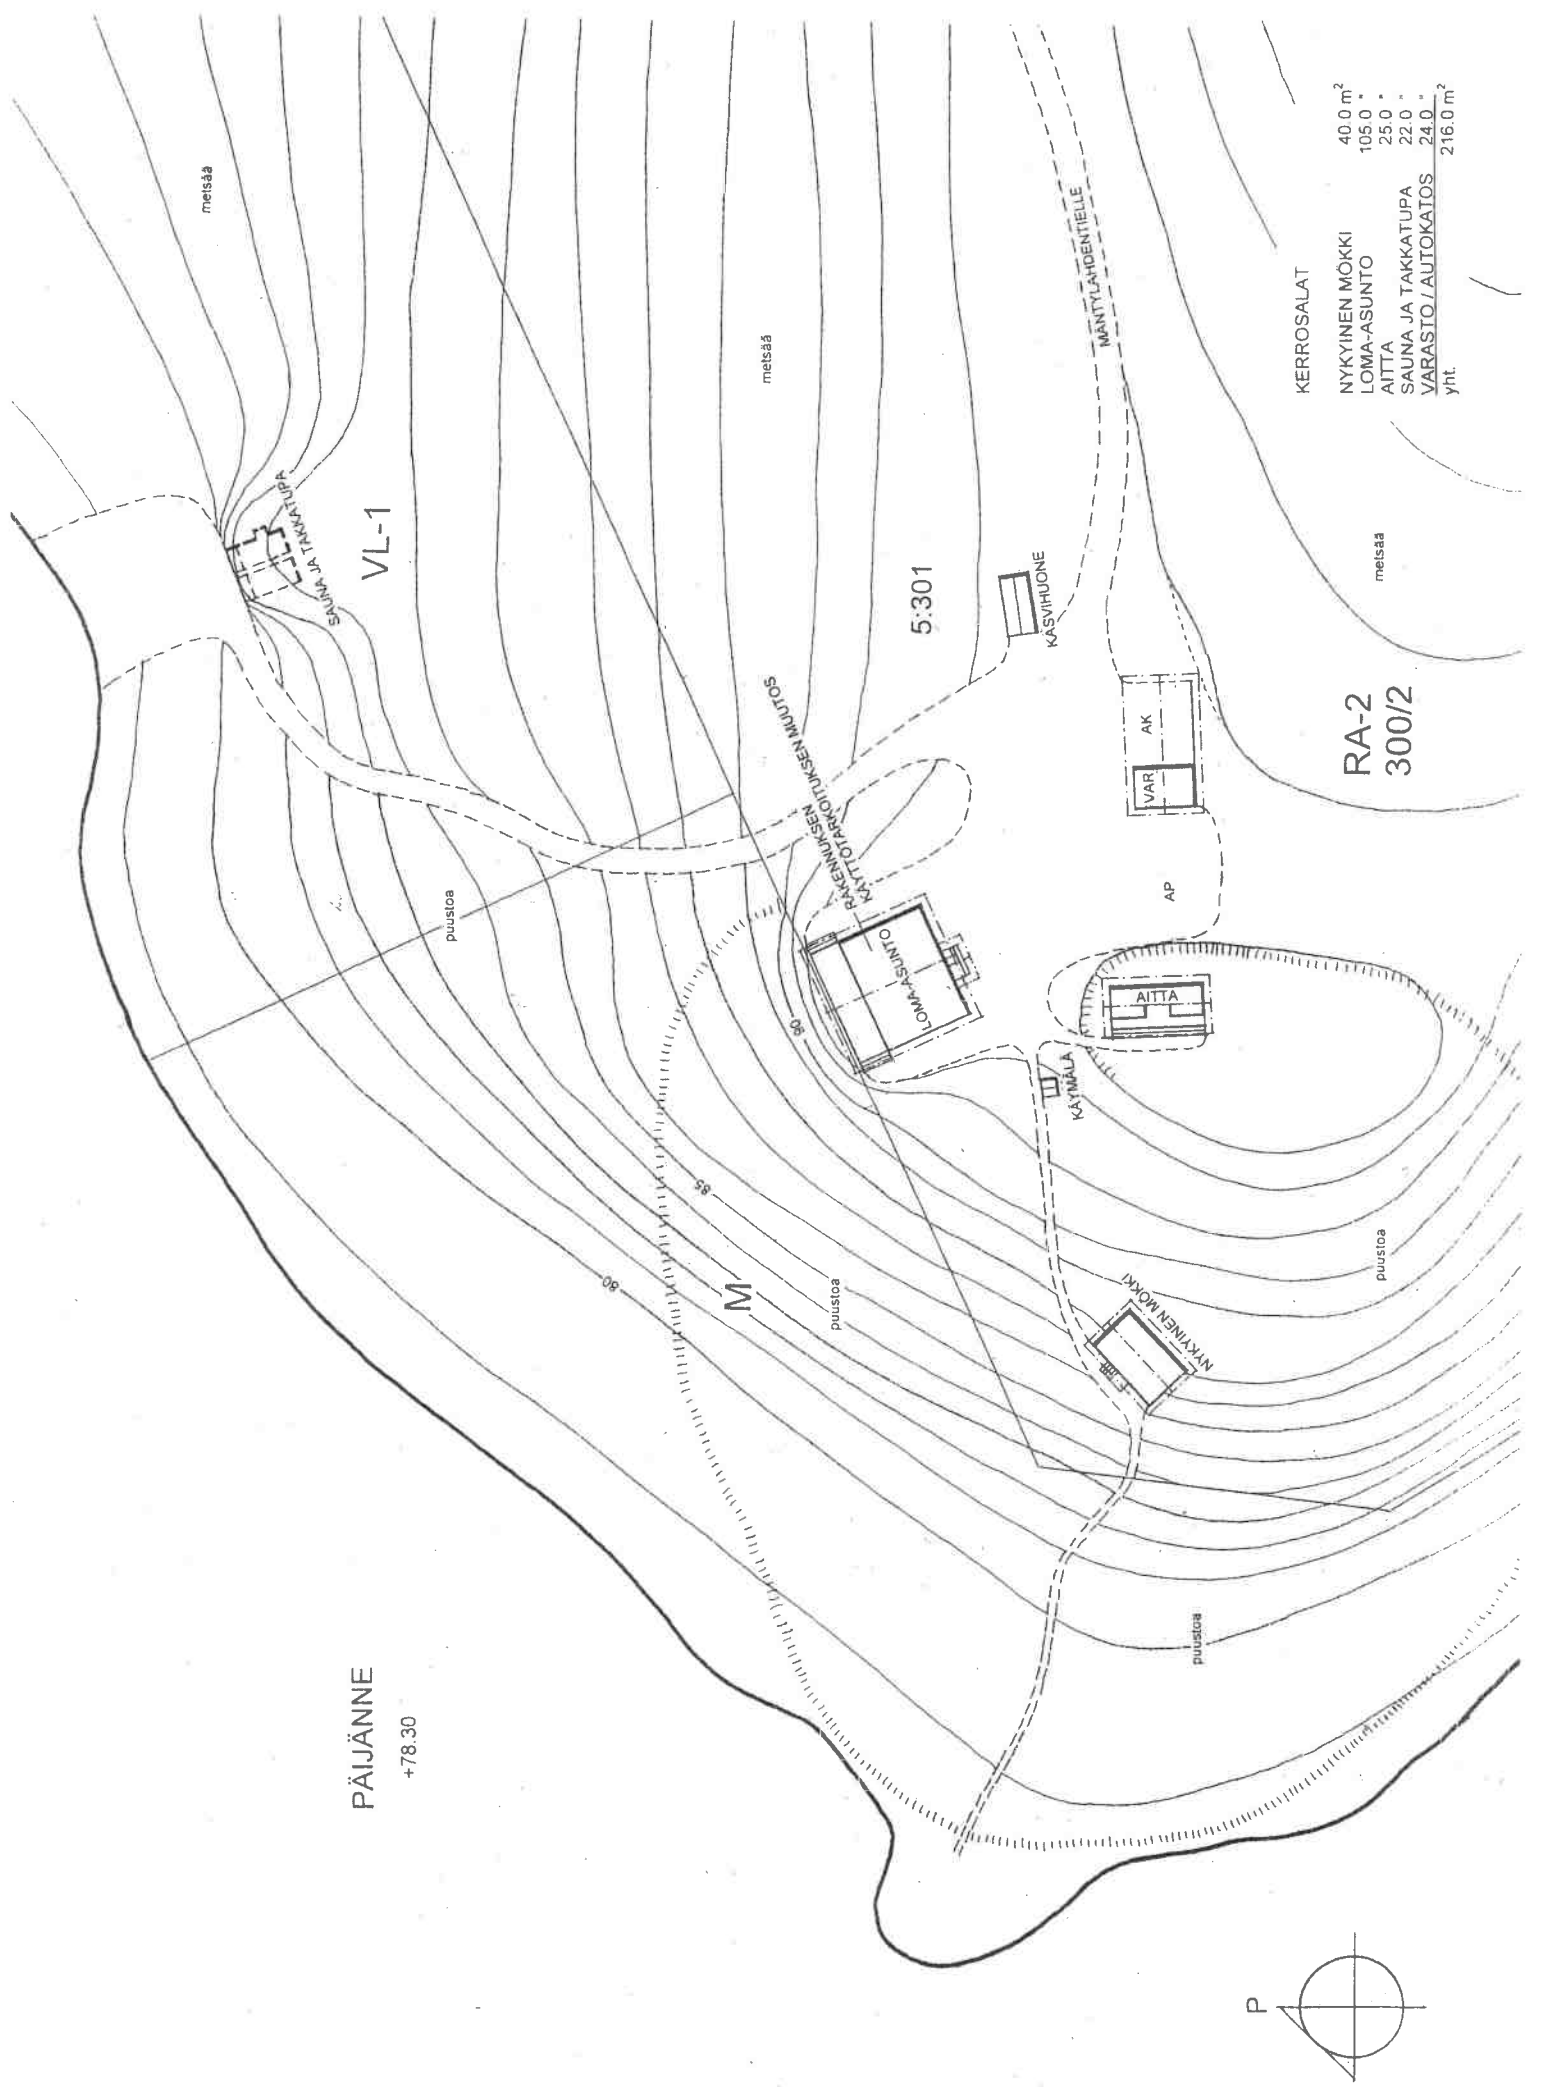 PÄIJÄNNE
+78.30
metsää
SAUNA JA TAKKATUPA
VL-1
puustoa
metsää
5:301
KASVIHUONE
MÄNTYLAHDENTIELLE
RAKENNUKSEN
KÄYTTÖTARKOITUKSEN MUUTOS
LOMA-ASUNTO
90
85
80
M
puustoa
VAR
AK
AP
AITTA
KÄYMÄLÄ
NYKYINEN MÖKKI
puustoa
puustoa
metsää
RA-2
300/2
KERROSALAT
NYKYINEN MÖKKI 40.0 m²
LOMA-ASUNTO 105.0 "
AITTA 25.0 "
SAUNA JA TAKKATUPA 22.0 "
VARASTO / AUTOKATOS 24.0 "
yht. 216.0 m²
P